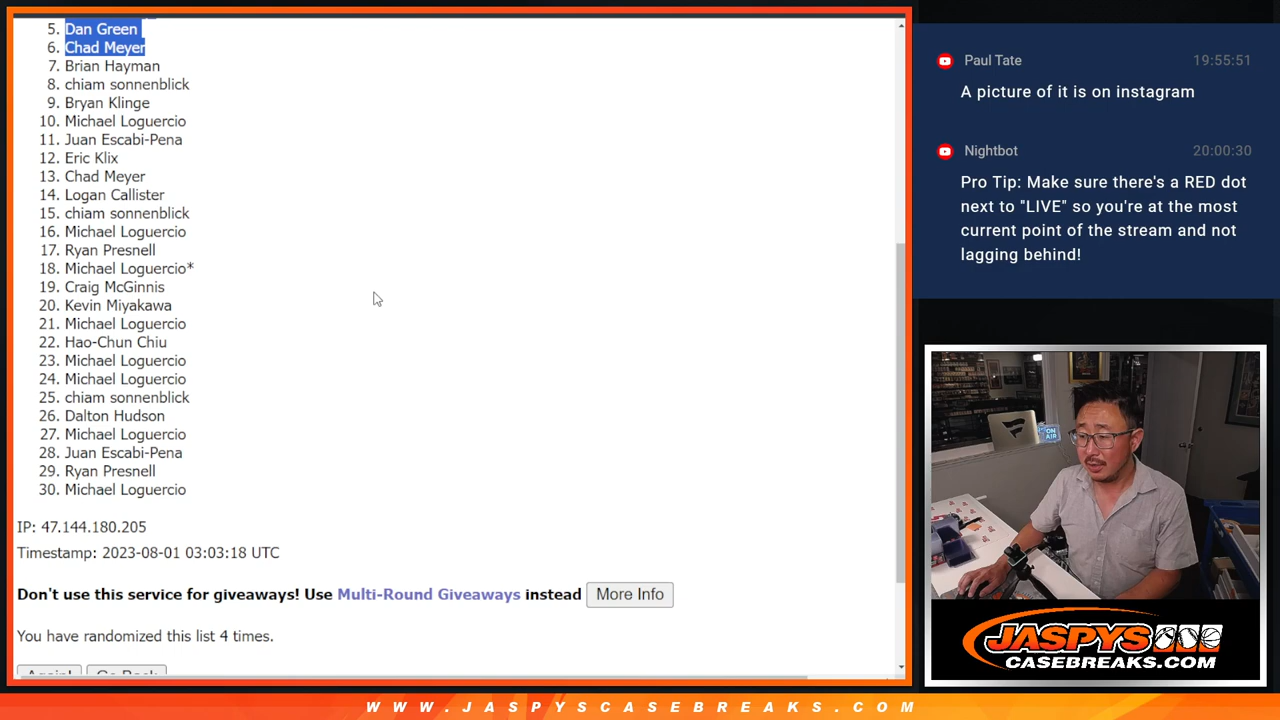 5. Dan Green
6. Chad Meyer
7. Brian Hayman
8. chiam sonnenblick
9. Bryan Klinge
10. Michael Loguercio
11. Juan Escabi-Pena
12. Eric Klix
13. Chad Meyer
14. Logan Callister
15. chiam sonnenblick
16. Michael Loguercio
17. Ryan Presnell
18. Michael Loguercio*
19. Craig McGinnis
20. Kevin Miyakawa
21. Michael Loguercio
22. Hao-Chun Chiu
23. Michael Loguercio
24. Michael Loguercio
25. chiam sonnenblick
26. Dalton Hudson
27. Michael Loguercio
28. Juan Escabi-Pena
29. Ryan Presnell
30. Michael Loguercio
IP: 47.144.180.205
Timestamp: 2023-08-01 03:03:18 UTC
Don't use this service for giveaways! Use Multi-Round Giveaways instead More Info
You have randomized this list 4 times.
Again! Go Back
Paul Tate 19:55:51
A picture of it is on instagram
Nightbot 20:00:30
Pro Tip: Make sure there's a RED dot
next to "LIVE" so you're at the most
current point of the stream and not
lagging behind!
ON
AIR
JASPYS
CASEBREAKS.COM
WWW.JASPYSCASEBREAKS.COM